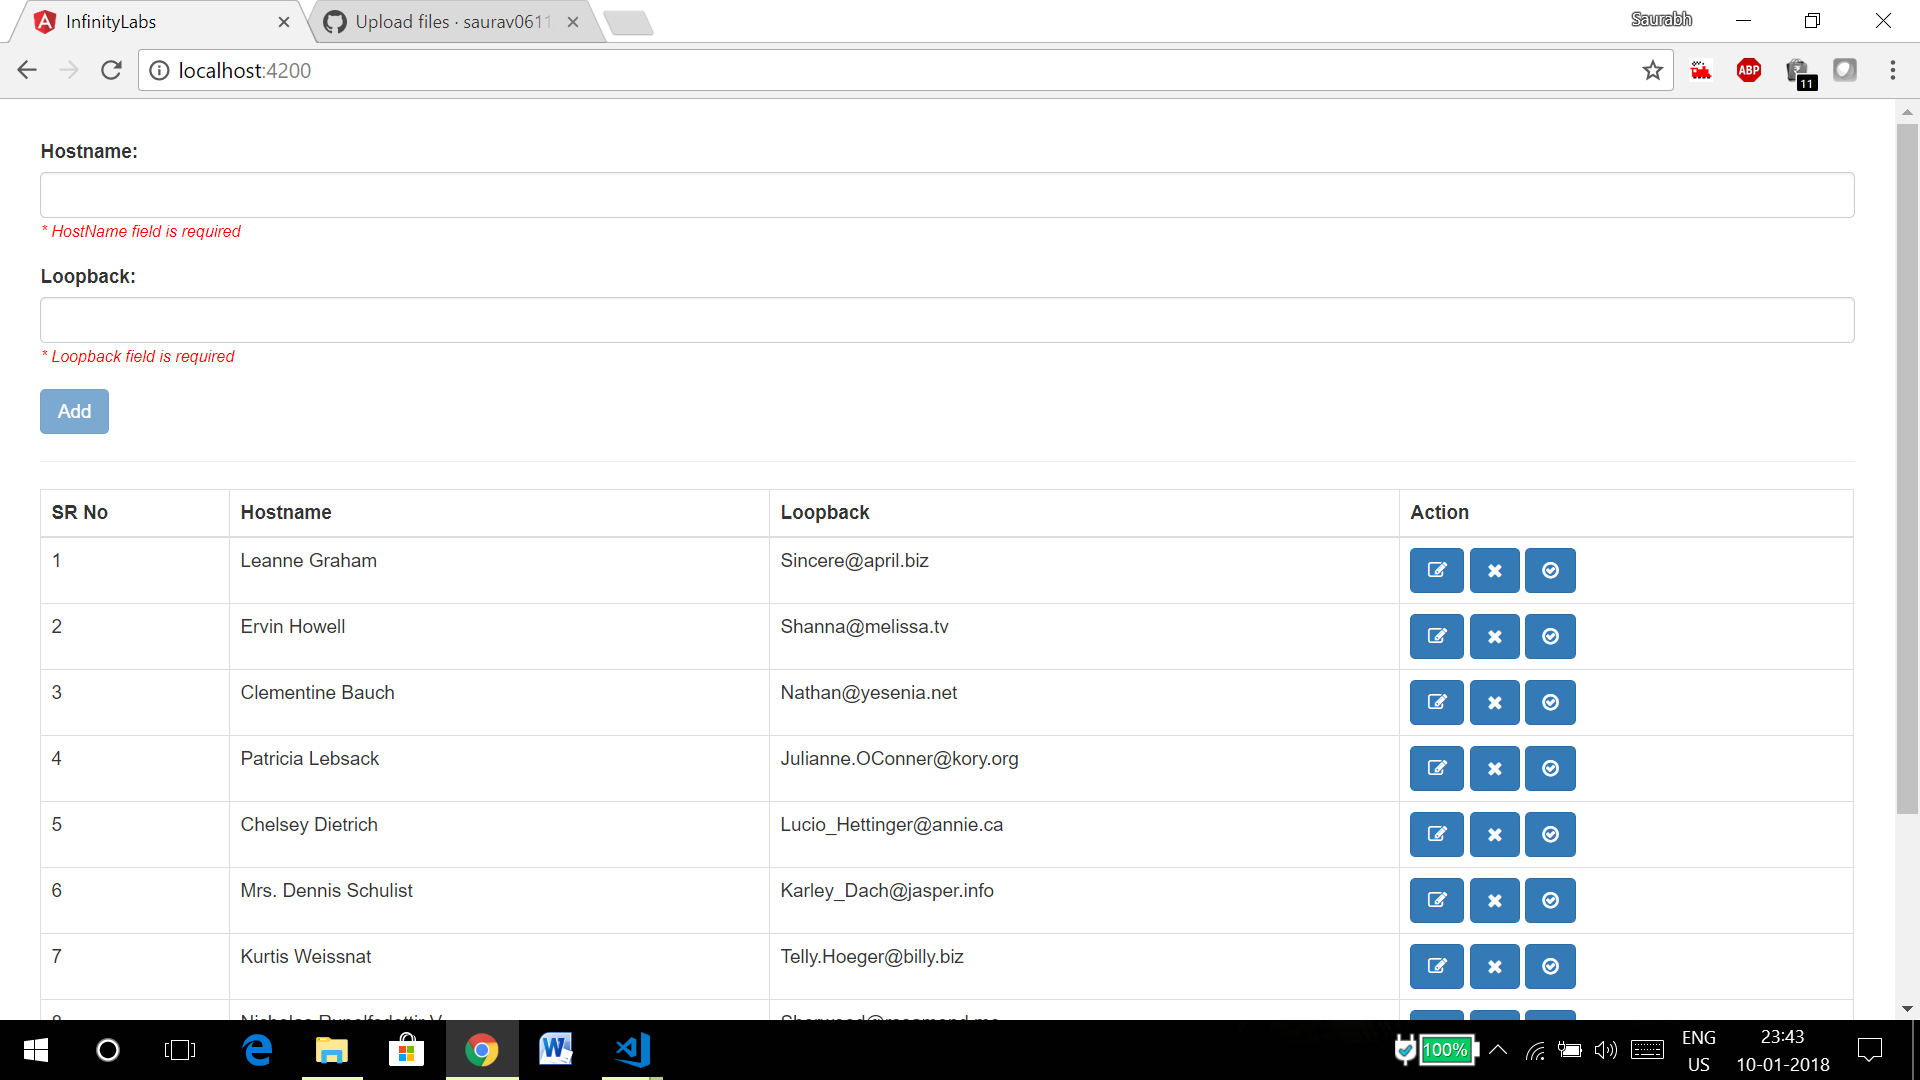 InfinityLabs
Upload files · saurav0611
Saurabh
localhost:4200
ABP
11
Hostname:
* HostName field is required
Loopback:
* Loopback field is required
Add
SR No Hostname Loopback Action
1 Leanne Graham Sincere@april.biz
2 Ervin Howell Shanna@melissa.tv
3 Clementine Bauch Nathan@yesenia.net
4 Patricia Lebsack Julianne.OConner@kory.org
5 Chelsey Dietrich Lucio_Hettinger@annie.ca
6 Mrs. Dennis Schulist Karley_Dach@jasper.info
7 Kurtis Weissnat Telly.Hoeger@billy.biz
100%
ENG
US
23:43
10-01-2018